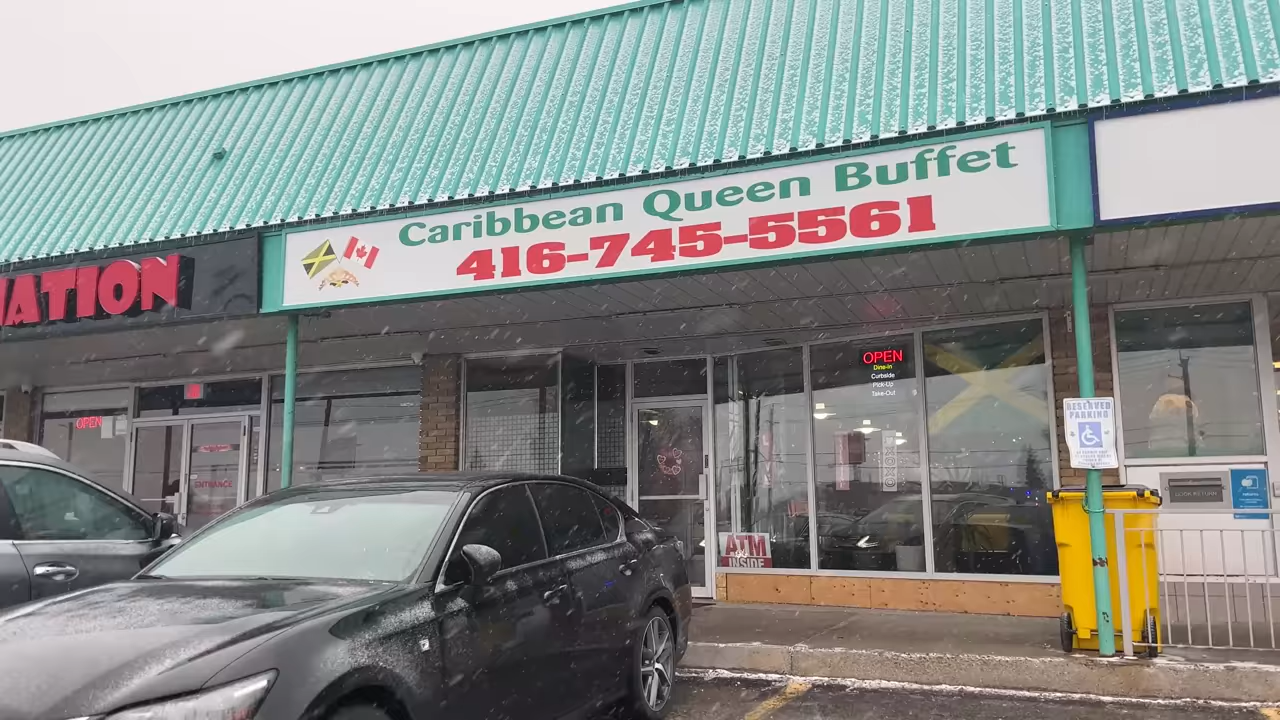 Caribbean Queen Buffet
416-745-5561
NATION
OPEN
Dine-in
Curbside
Pick-Up
Take-Out
OPEN
ENTRANCE
RESERVED
PARKING
XOXO
BOOK RETURN
ATM
INSIDE